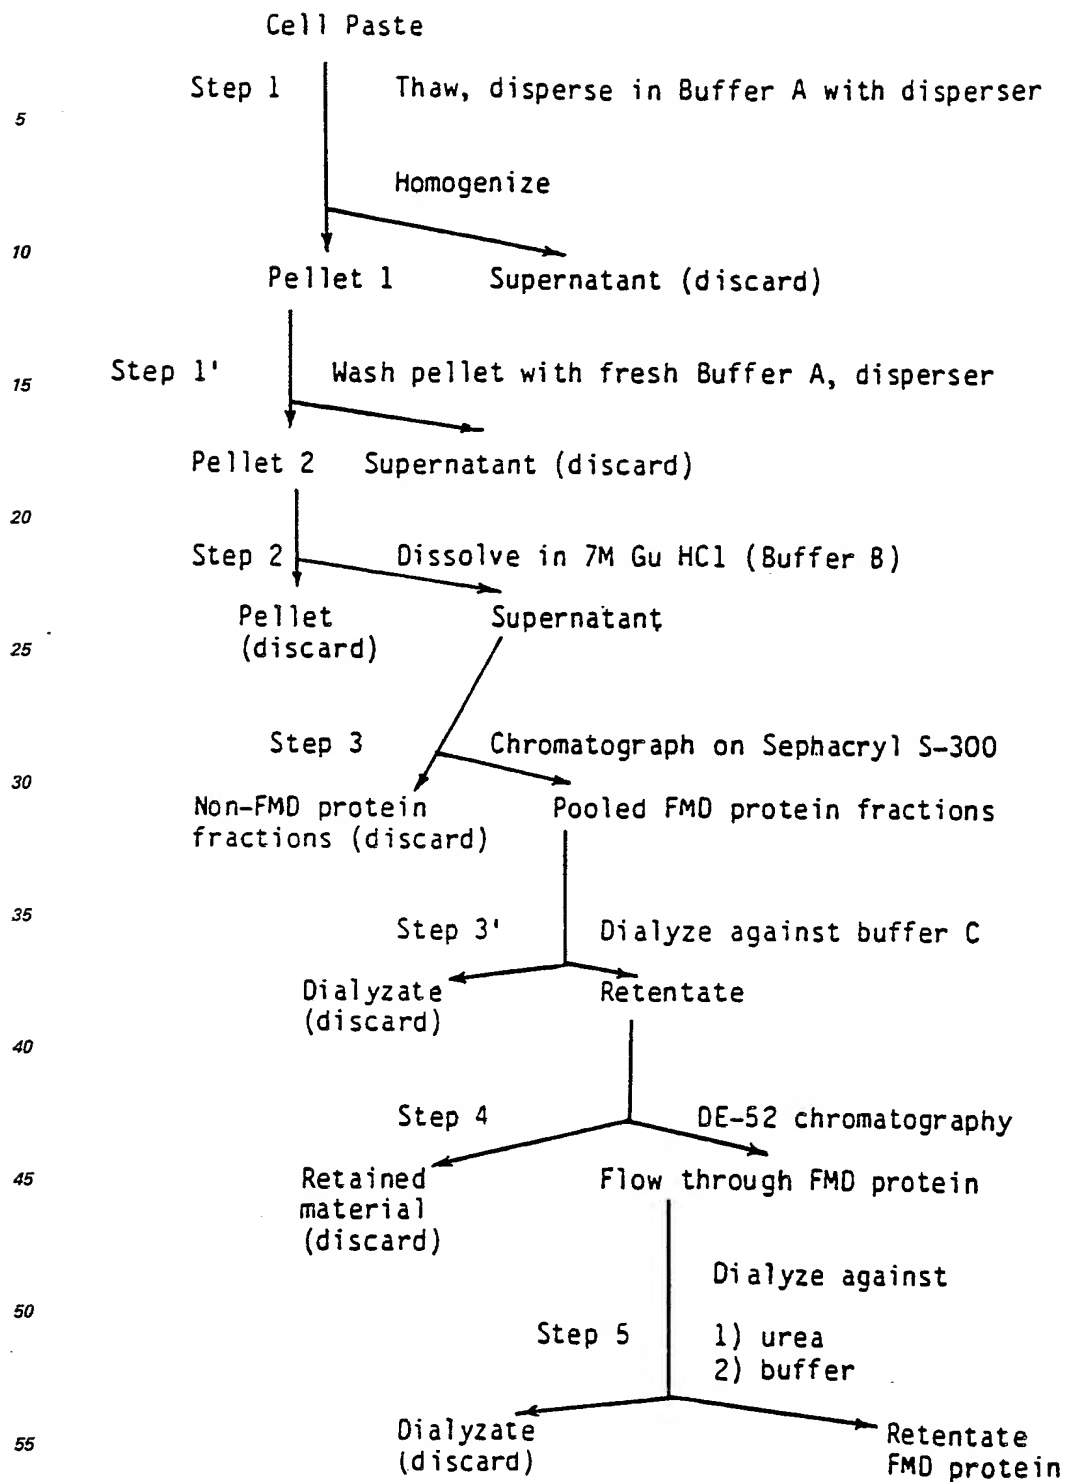 Cell Paste
Step 1 Thaw, disperse in Buffer A with disperser
5
Homogenize
10
Pellet 1 Supernatant (discard)
Step 1' Wash pellet with fresh Buffer A, disperser
15
Pellet 2 Supernatant (discard)
20
Step 2 Dissolve in 7M Gu HCl (Buffer B)
Pellet Supernatant
(discard)
25
Step 3 Chromatograph on Sephacryl S-300
30
Non-FMD protein Pooled FMD protein fractions
fractions (discard)
35
Step 3' Dialyze against buffer C
Dialyzate Retentate
(discard)
40
Step 4 DE-52 chromatography
45
Retained Flow through FMD protein
material
(discard)
Dialyze against
50
Step 5 1) urea
2) buffer
Dialyzate Retentate
(discard) FMD protein
55